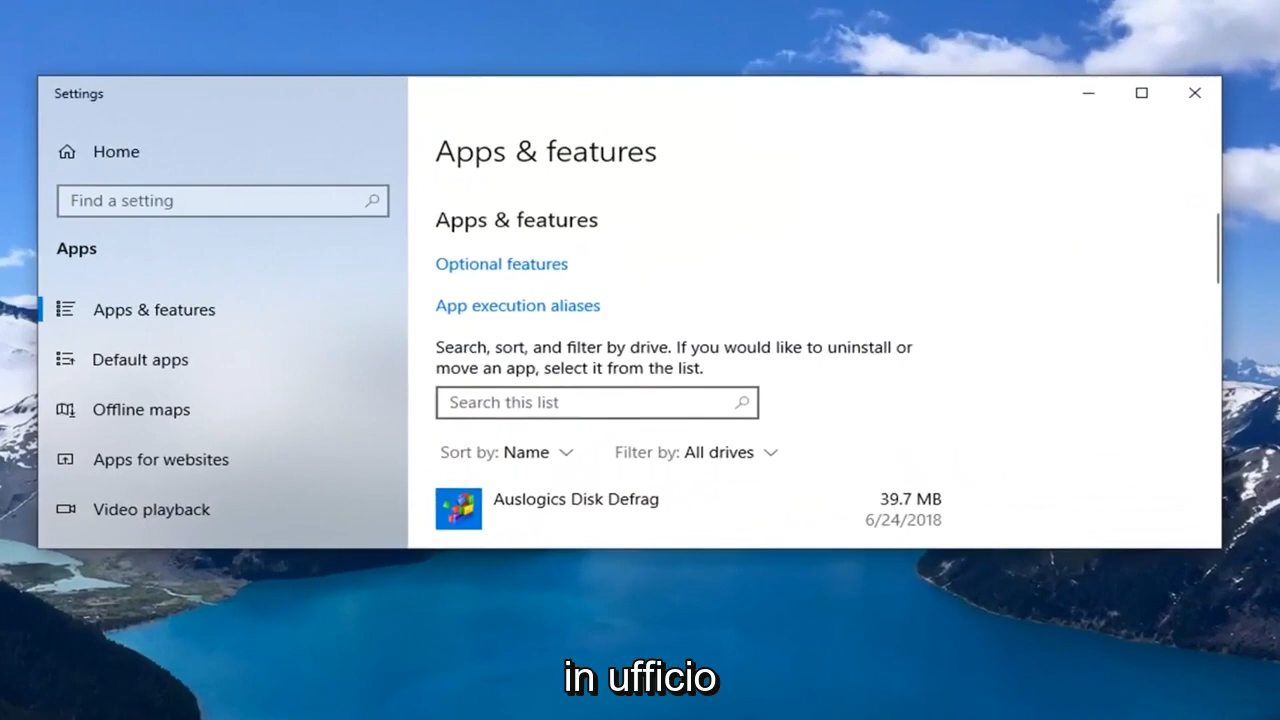 Settings
Home
Find a setting
Apps
Apps & features
Default apps
Offline maps
Apps for websites
Video playback
Apps & features
Apps & features
Optional features
App execution aliases
Search, sort, and filter by drive. If you would like to uninstall or
move an app, select it from the list.
Search this list
Sort by: Name
Filter by: All drives
Auslogics Disk Defrag
39.7 MB
6/24/2018
in ufficio